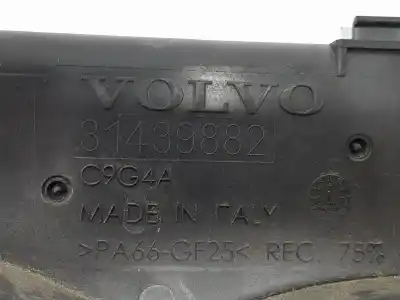 VOLVO
31439882
C9G4A
MADE IN ITALY
>PA66-GF25< REC. 75%